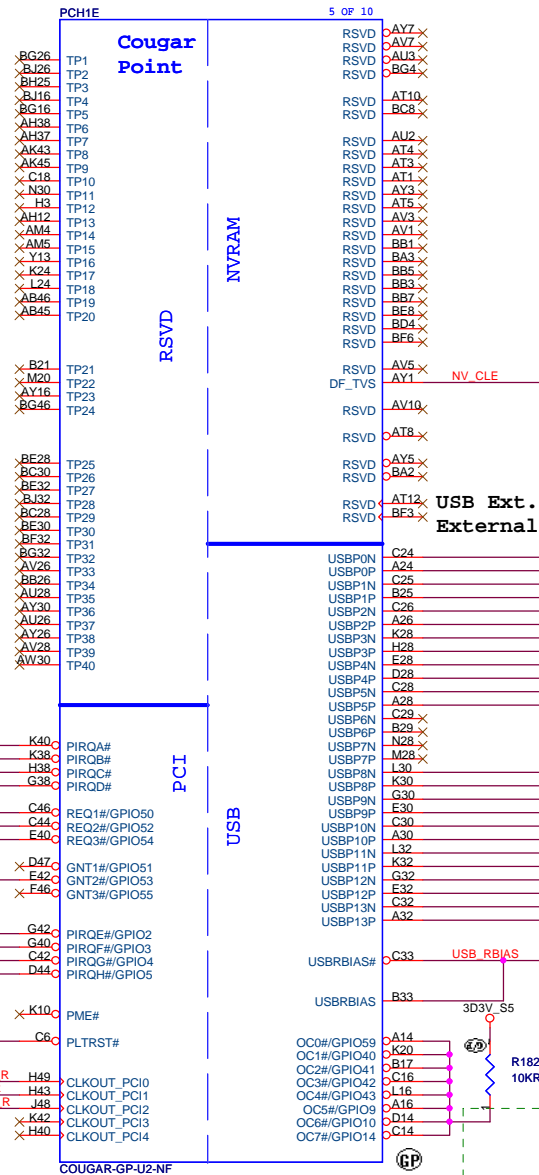 PCH1E
5 OF 10
Cougar
Point
BG26 TP1
BJ26 TP2
BH25 TP3
BJ16 TP4
BG16 TP5
AH38 TP6
AH37 TP7
AK43 TP8
AK45 TP9
C18 TP10
N30 TP11
H3 TP12
AH12 TP13
AM4 TP14
AM5 TP15
Y13 TP16
K24 TP17
L24 TP18
AB46 TP19
AB45 TP20
B21 TP21
M20 TP22
AY16 TP23
BG46 TP24
BE28 TP25
BC30 TP26
BE32 TP27
BJ32 TP28
BC28 TP29
BE30 TP30
BF32 TP31
BG32 TP32
AV26 TP33
BB26 TP34
AU28 TP35
AY30 TP36
AU26 TP37
AY26 TP38
AV28 TP39
AW30 TP40
RSVD
NVRAM
RSVD AY7
RSVD AV7
RSVD AU3
RSVD BG4
RSVD AT10
RSVD BC8
RSVD AU2
RSVD AT4
RSVD AT3
RSVD AT1
RSVD AY3
RSVD AT5
RSVD AV3
RSVD AV1
RSVD BB1
RSVD BA3
RSVD BB5
RSVD BB3
RSVD BB7
RSVD BE8
RSVD BD4
RSVD BF6
RSVD AV5
DF_TVS AY1 NV_CLE
RSVD AV10
RSVD AT8
RSVD AY5
RSVD BA2
RSVD AT12
RSVD BF3
USB Ext.
External
K40 PIRQA#
K38 PIRQB#
H38 PIRQC#
G38 PIRQD#
C46 REQ1#/GPIO50
C44 REQ2#/GPIO52
E40 REQ3#/GPIO54
D47 GNT1#/GPIO51
E42 GNT2#/GPIO53
F46 GNT3#/GPIO55
G42 PIRQE#/GPIO2
G40 PIRQF#/GPIO3
C42 PIRQG#/GPIO4
D44 PIRQH#/GPIO5
K10 PME#
C6 PLTRST#
R H49 CLKOUT_PCI0
H43 CLKOUT_PCI1
R J48 CLKOUT_PCI2
K42 CLKOUT_PCI3
H40 CLKOUT_PCI4
PCI
USB
USBP0N C24
USBP0P A24
USBP1N C25
USBP1P B25
USBP2N C26
USBP2P A26
USBP3N K28
USBP3P H28
USBP4N E28
USBP4P D28
USBP5N C28
USBP5P A28
USBP6N C29
USBP6P B29
USBP7N N28
USBP7P M28
USBP8N L30
USBP8P K30
USBP9N G30
USBP9P E30
USBP10N C30
USBP10P A30
USBP11N L32
USBP11P K32
USBP12N G32
USBP12P E32
USBP13N C32
USBP13P A32
USBRBIAS# C33 USB_RBIAS
USBRBIAS B33
3D3V_S5
OC0#/GPIO59 A14
OC1#/GPIO40 K20
OC2#/GPIO41 B17
OC3#/GPIO42 C16
OC4#/GPIO43 L16
OC5#/GPIO9 A16
OC6#/GPIO10 D14
OC7#/GPIO14 C14
R182
10KR
1
GP
COUGAR-GP-U2-NF